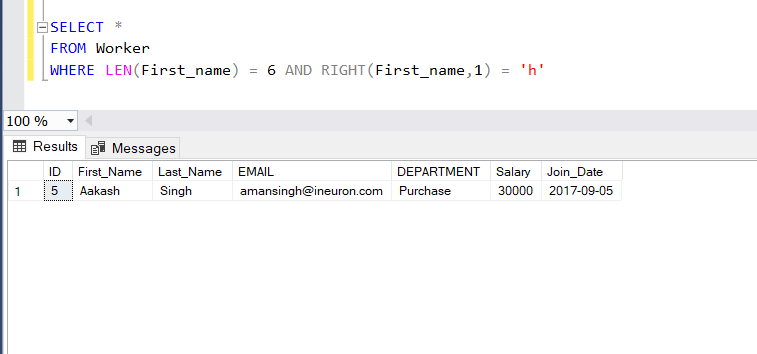 SELECT *
FROM Worker
WHERE LEN(First_name) = 6 AND RIGHT(First_name,1) = 'h'
100 %
Results Messages
ID First_Name Last_Name EMAIL DEPARTMENT Salary Join_Date
1 5 Aakash Singh amansingh@ineuron.com Purchase 30000 2017-09-05